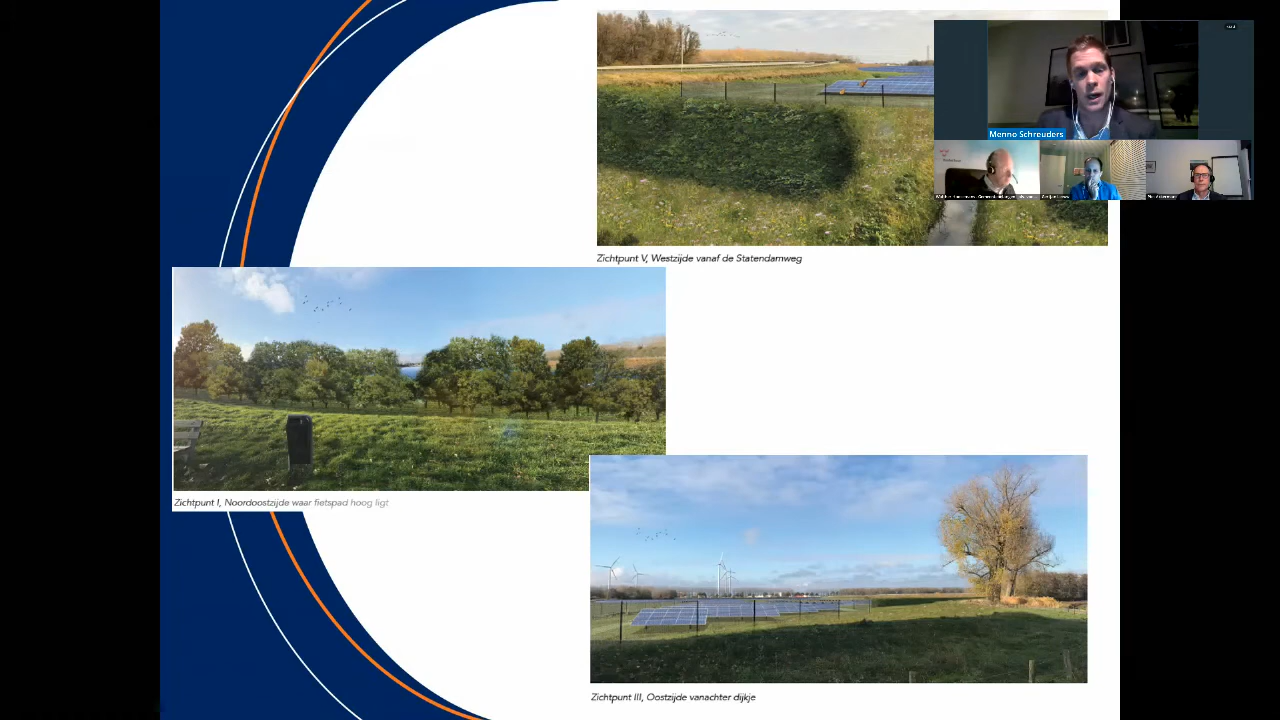 Menno Schreuders
Zichtpunt V, Westzijde vanaf de Statendamweg
Zichtpunt I, Noordoostzijde waar fietspad hoog ligt
Zichtpunt III, Oostzijde vanachter dijkje